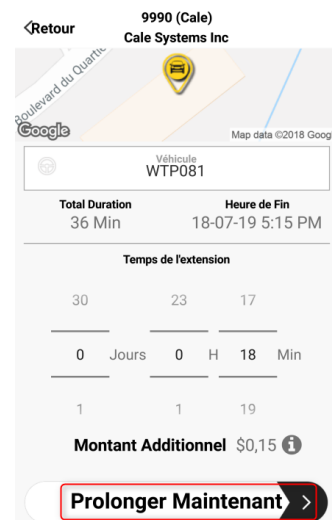 Retour
9990 (Cale)
Cale Systems Inc
Boulevard du Quartie
Google
Map data ©2018 Goog
Véhicule
WTP081
Total Duration Heure de Fin
36 Min 18-07-19 5:15 PM
Temps de l'extension
30 23 17
0 Jours 0 H 18 Min
1 1 19
Montant Additionnel $0,15
Prolonger Maintenant